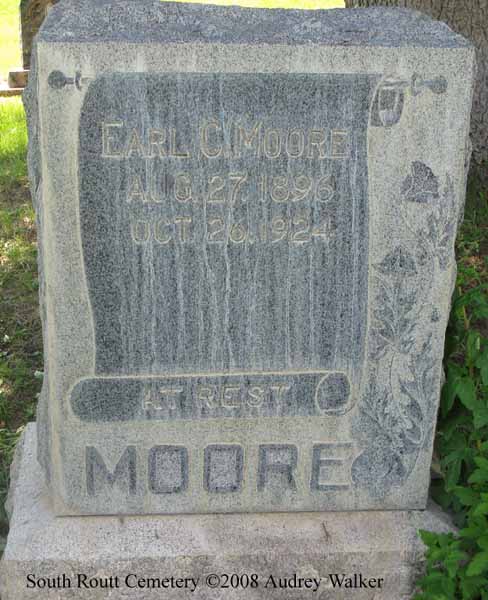 EARL C. MOORE
AUG. 27. 1896
OCT. 26. 1924
AT REST
MOORE
South Routt Cemetery ©2008 Audrey Walker